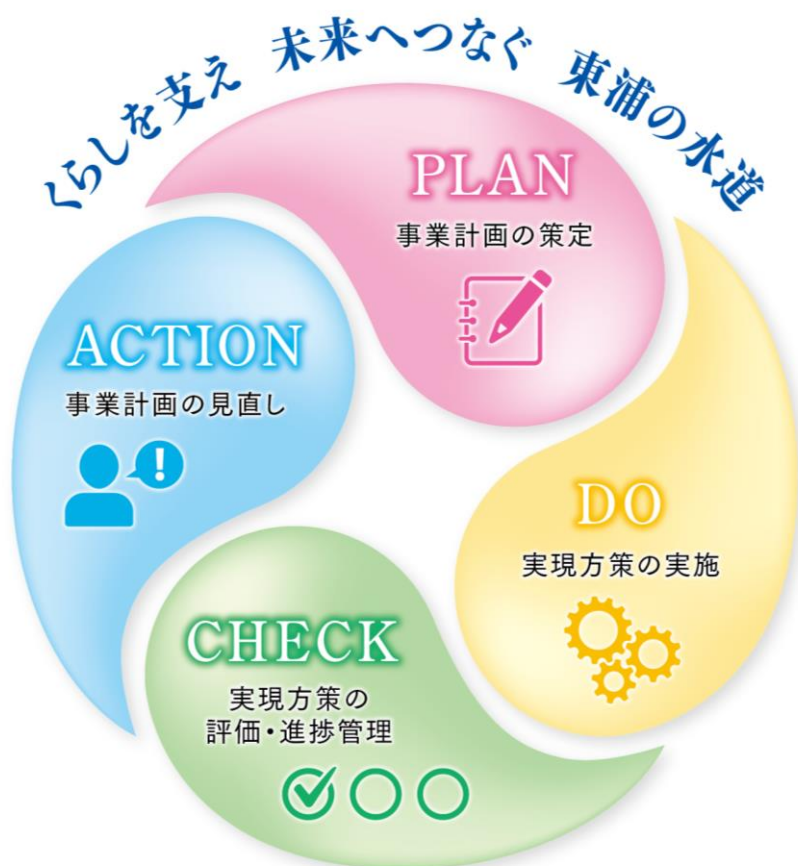 くらしを支え 未来へつなぐ 東浦の水道
PLAN
事業計画の策定
DO
実現方策の実施
CHECK
実現方策の
評価・進捗管理
ACTION
事業計画の見直し
!